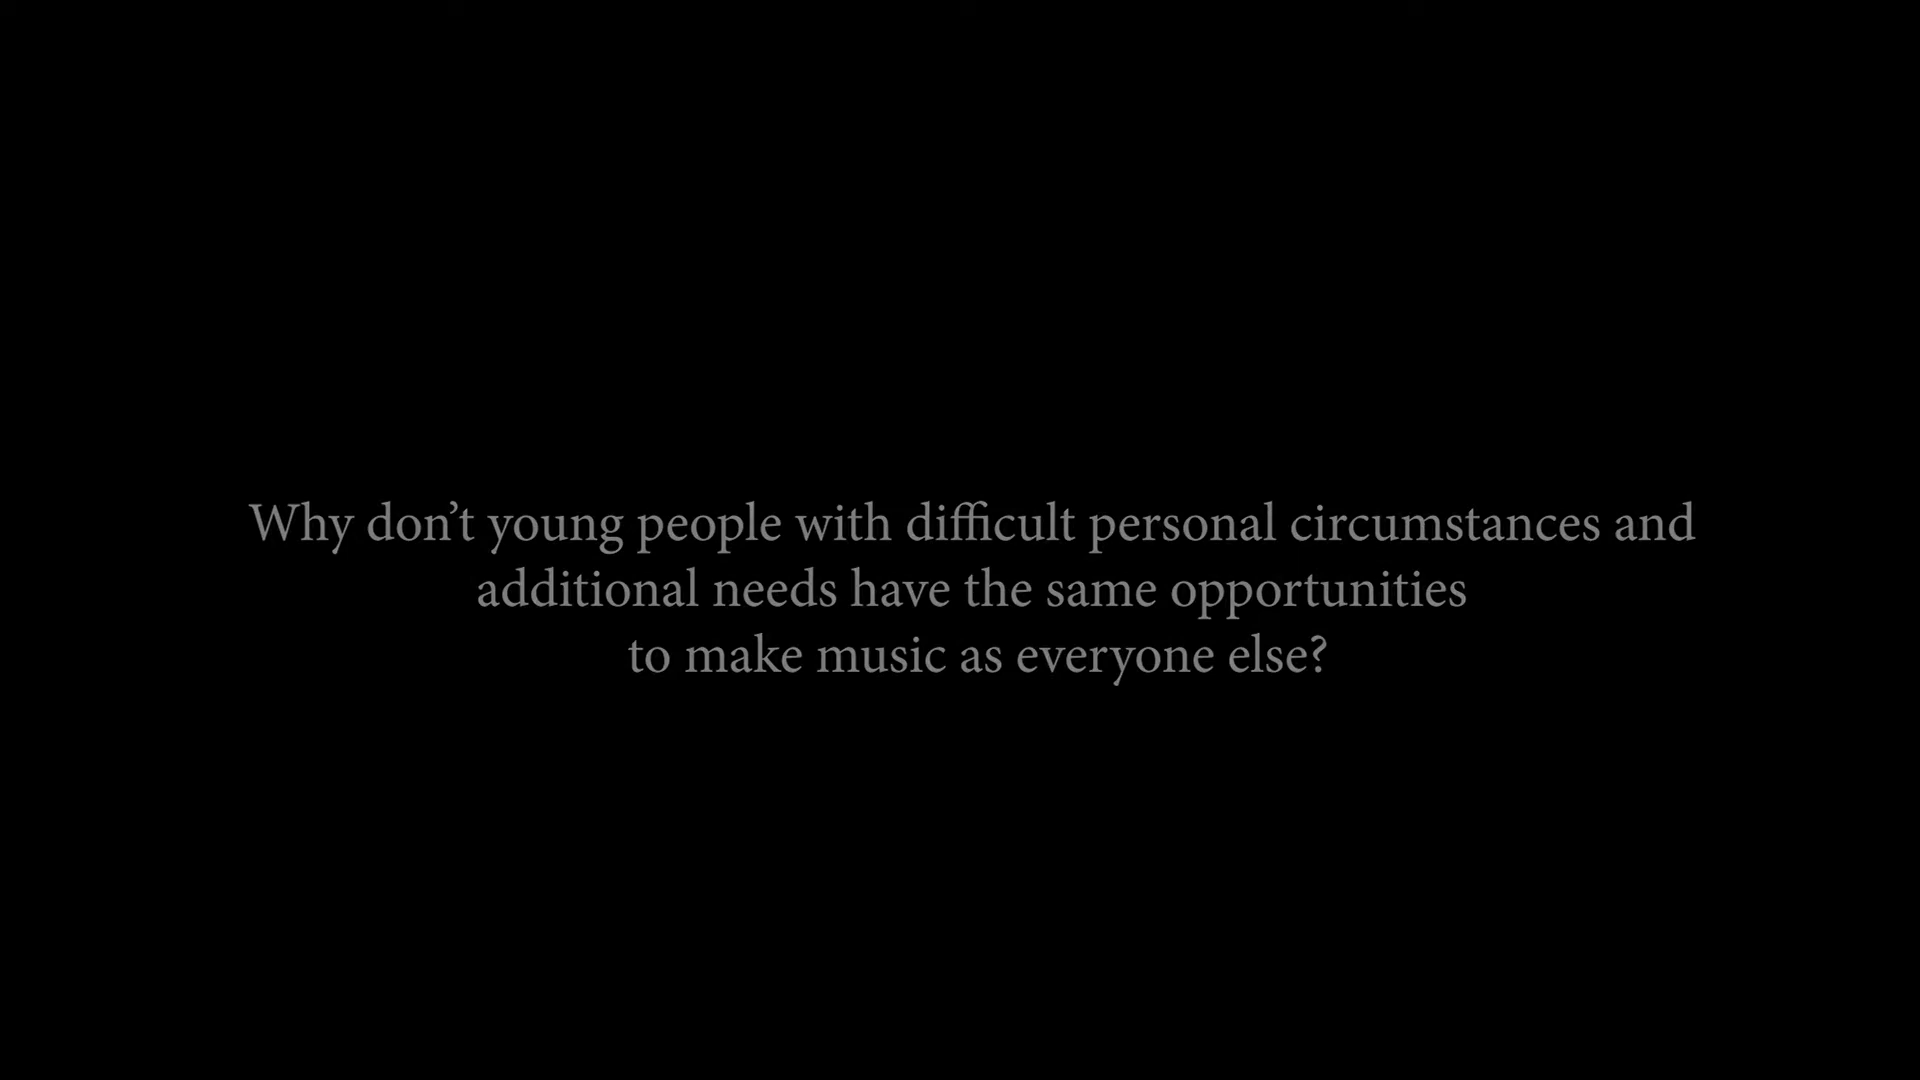 Why don’t young people with difficult personal circumstances and
additional needs have the same opportunities
to make music as everyone else?